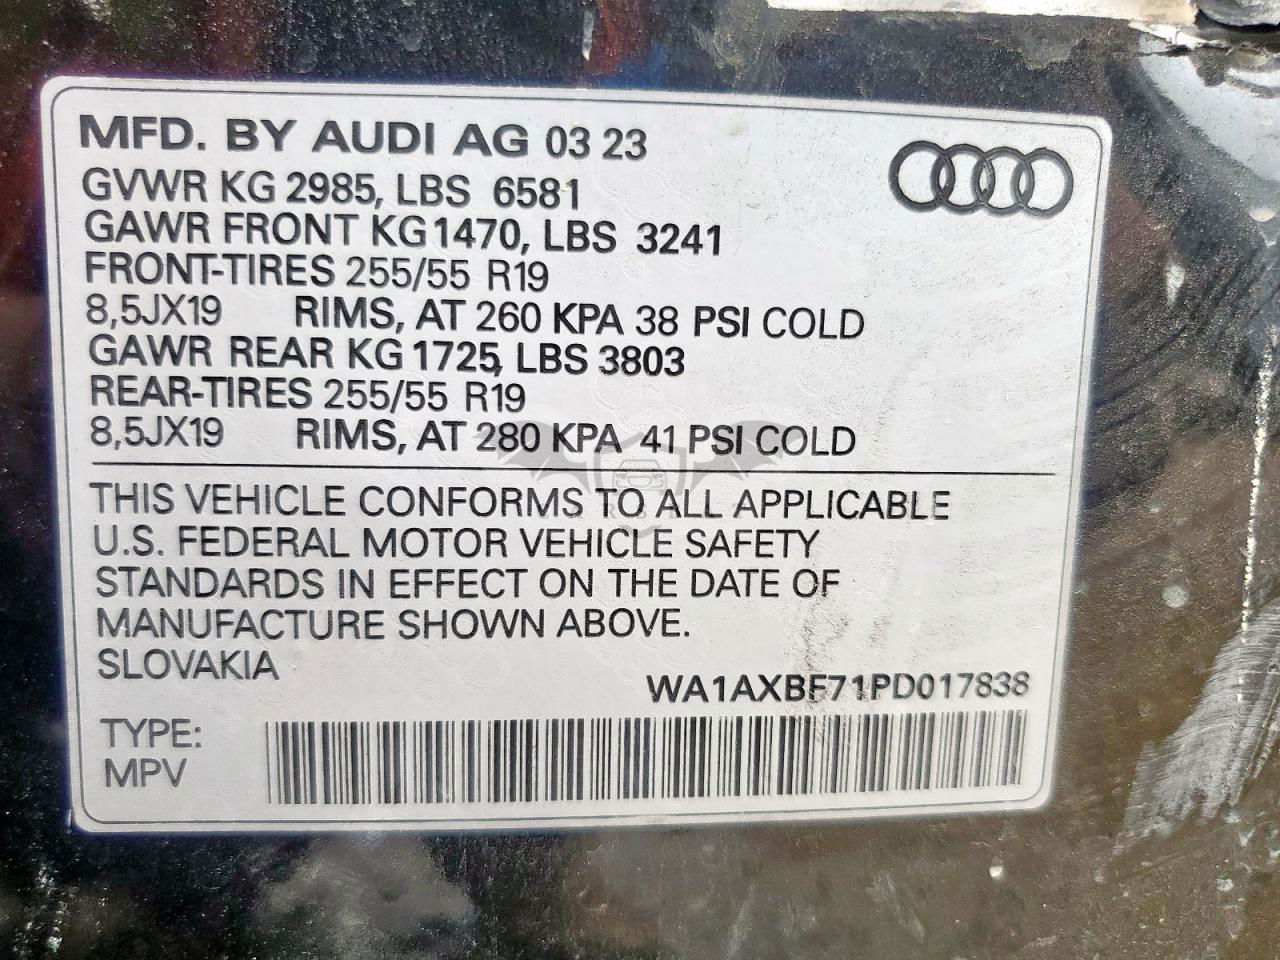 MFD. BY AUDI AG 03 23
GVWR KG 2985, LBS 6581
GAWR FRONT KG 1470, LBS 3241
FRONT-TIRES 255/55 R19
8,5JX19 RIMS, AT 260 KPA 38 PSI COLD
GAWR REAR KG 1725, LBS 3803
REAR-TIRES 255/55 R19
8,5JX19 RIMS, AT 280 KPA 41 PSI COLD
THIS VEHICLE CONFORMS TO ALL APPLICABLE
U.S. FEDERAL MOTOR VEHICLE SAFETY
STANDARDS IN EFFECT ON THE DATE OF
MANUFACTURE SHOWN ABOVE.
SLOVAKIA
WA1AXBF71PD017838
TYPE:
MPV